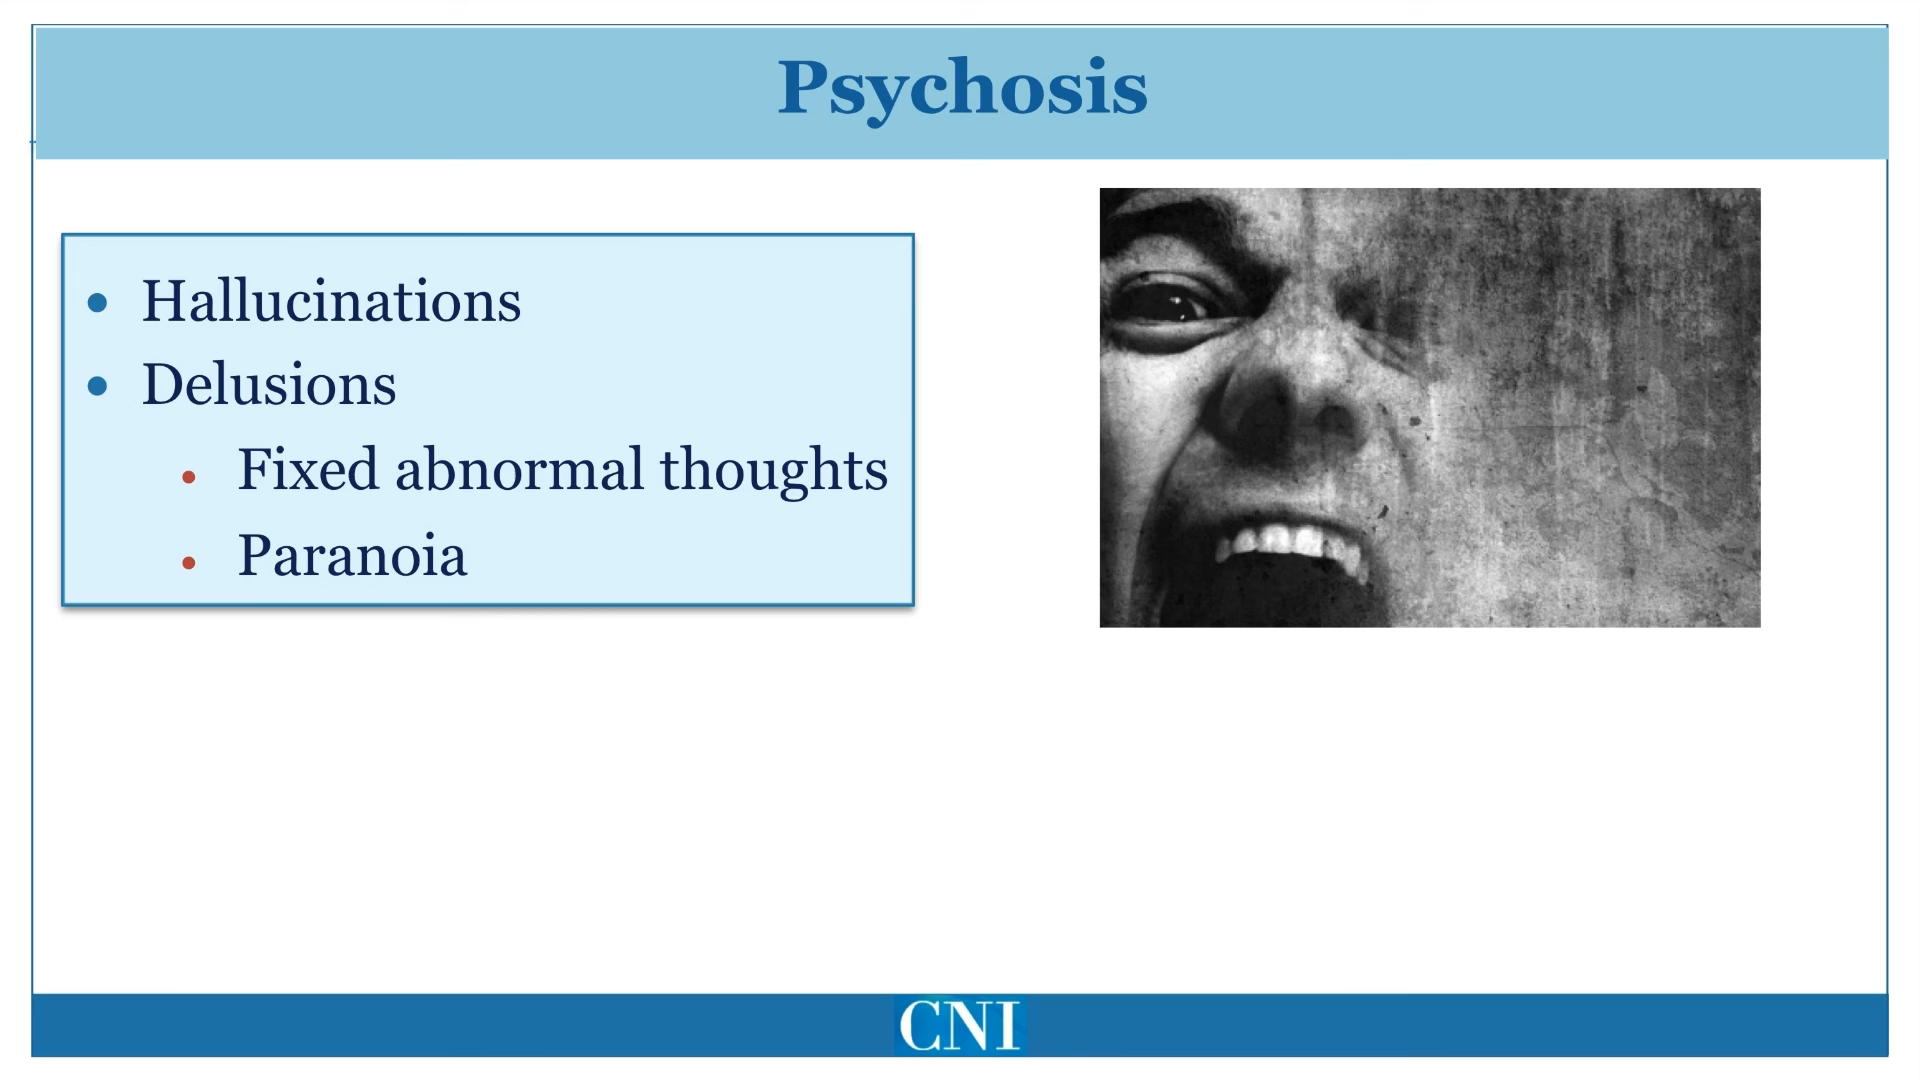 Psychosis
• Hallucinations
• Delusions
• Fixed abnormal thoughts
• Paranoia
CNI